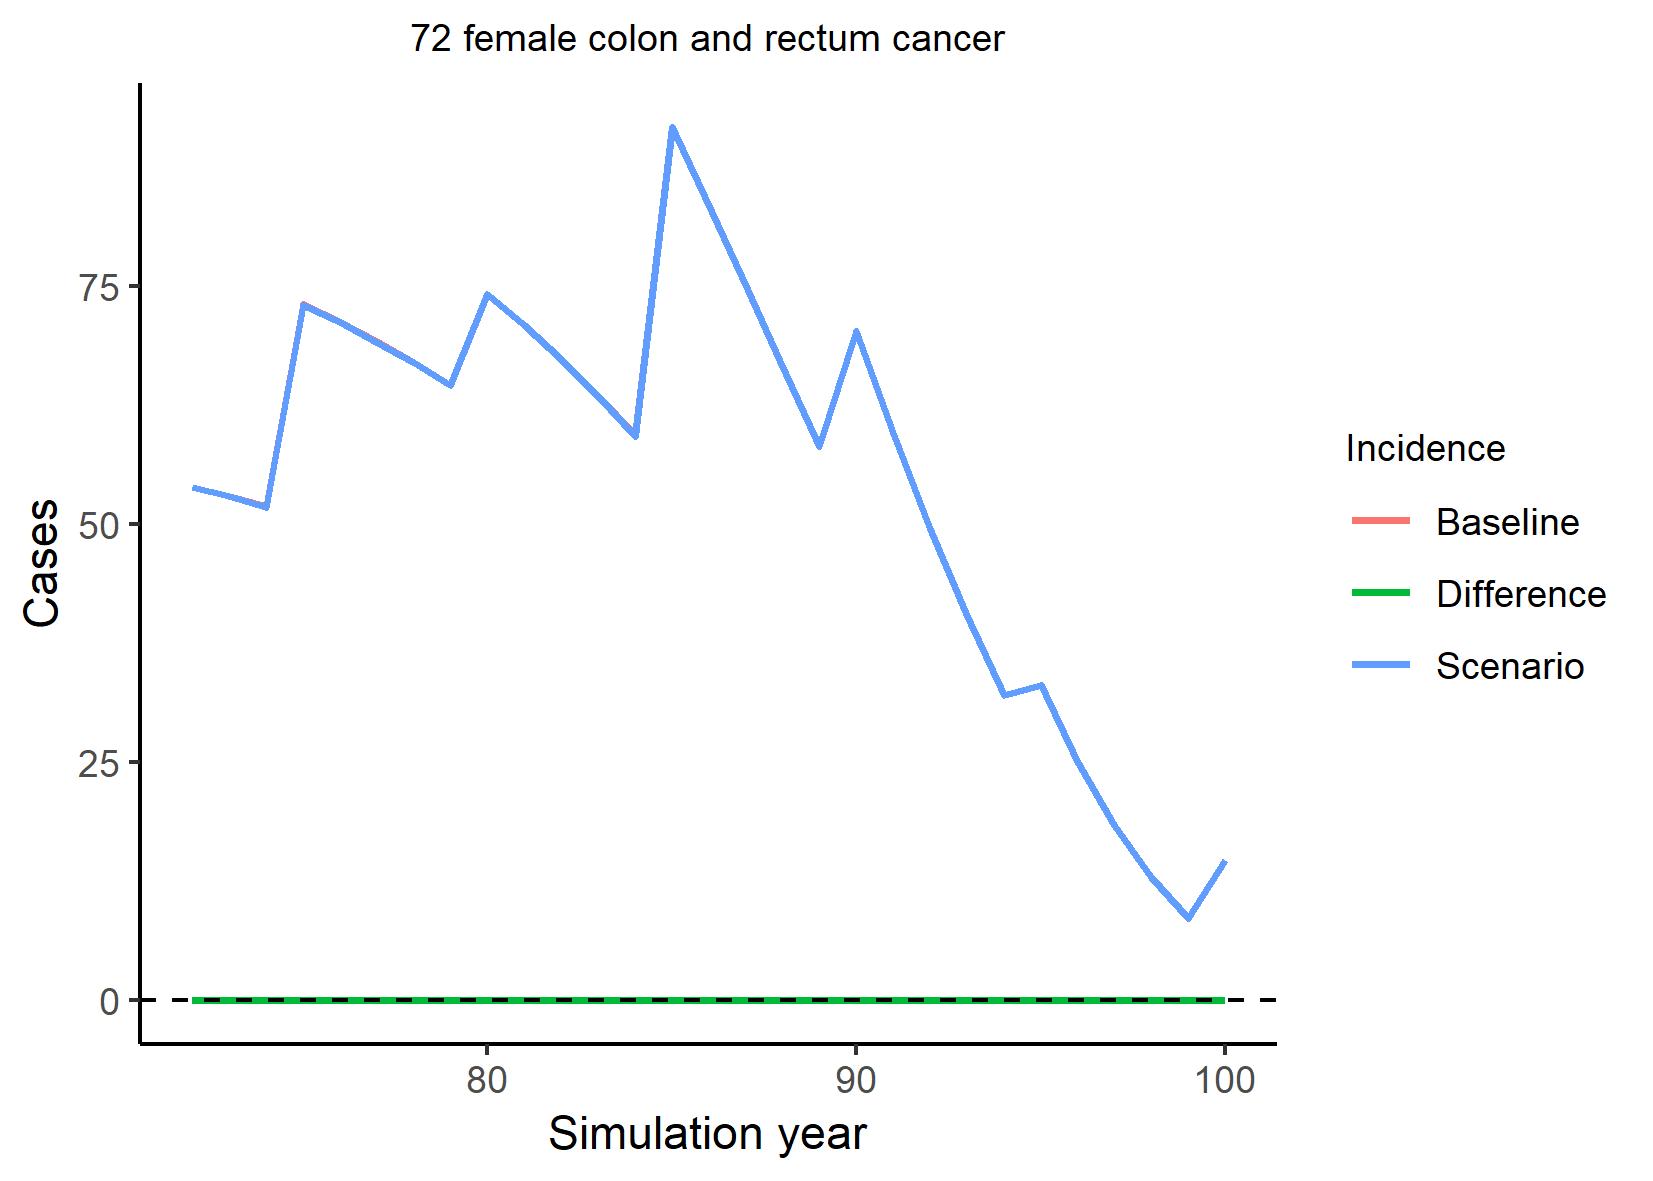 72 female colon and rectum cancer
Cases
75
50
25
0
80
90
100
Simulation year
Incidence
Baseline
Difference
Scenario